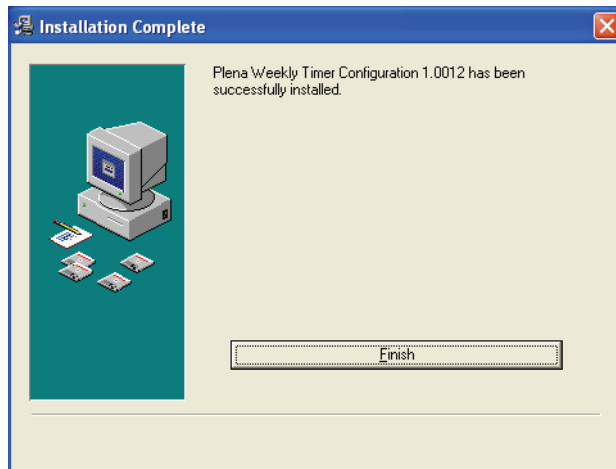 Installation Complete
Plena Weekly Timer Configuration 1.0012 has been
successfully installed.
Finish